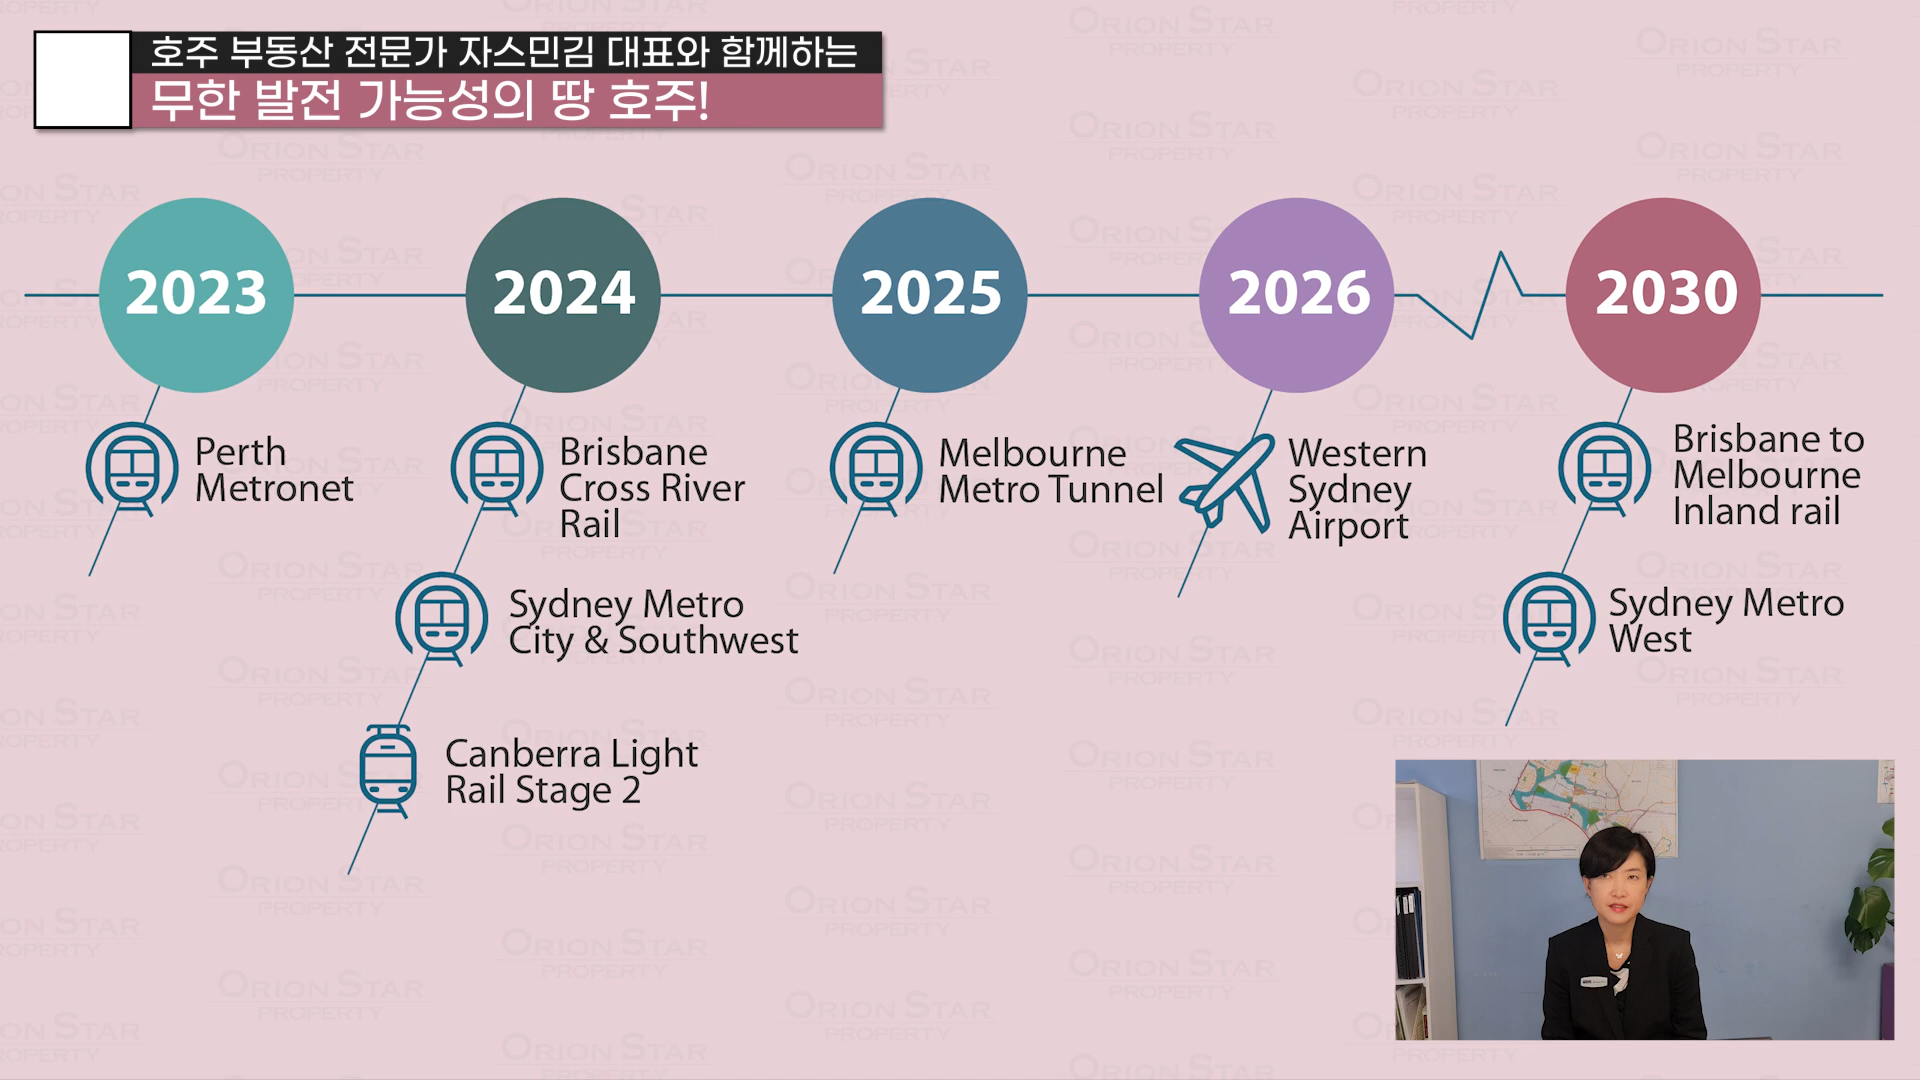 호주 부동산 전문가 자스민김 대표와 함께하는
무한 발전 가능성의 땅 호주!
2023
2024
2025
2026
2030
Perth
Metronet
Brisbane
Cross River
Rail
Sydney Metro
City & Southwest
Canberra Light
Rail Stage 2
Melbourne
Metro Tunnel
Western
Sydney
Airport
Brisbane to
Melbourne
Inland rail
Sydney Metro
West
ORION STAR
PROPERTY